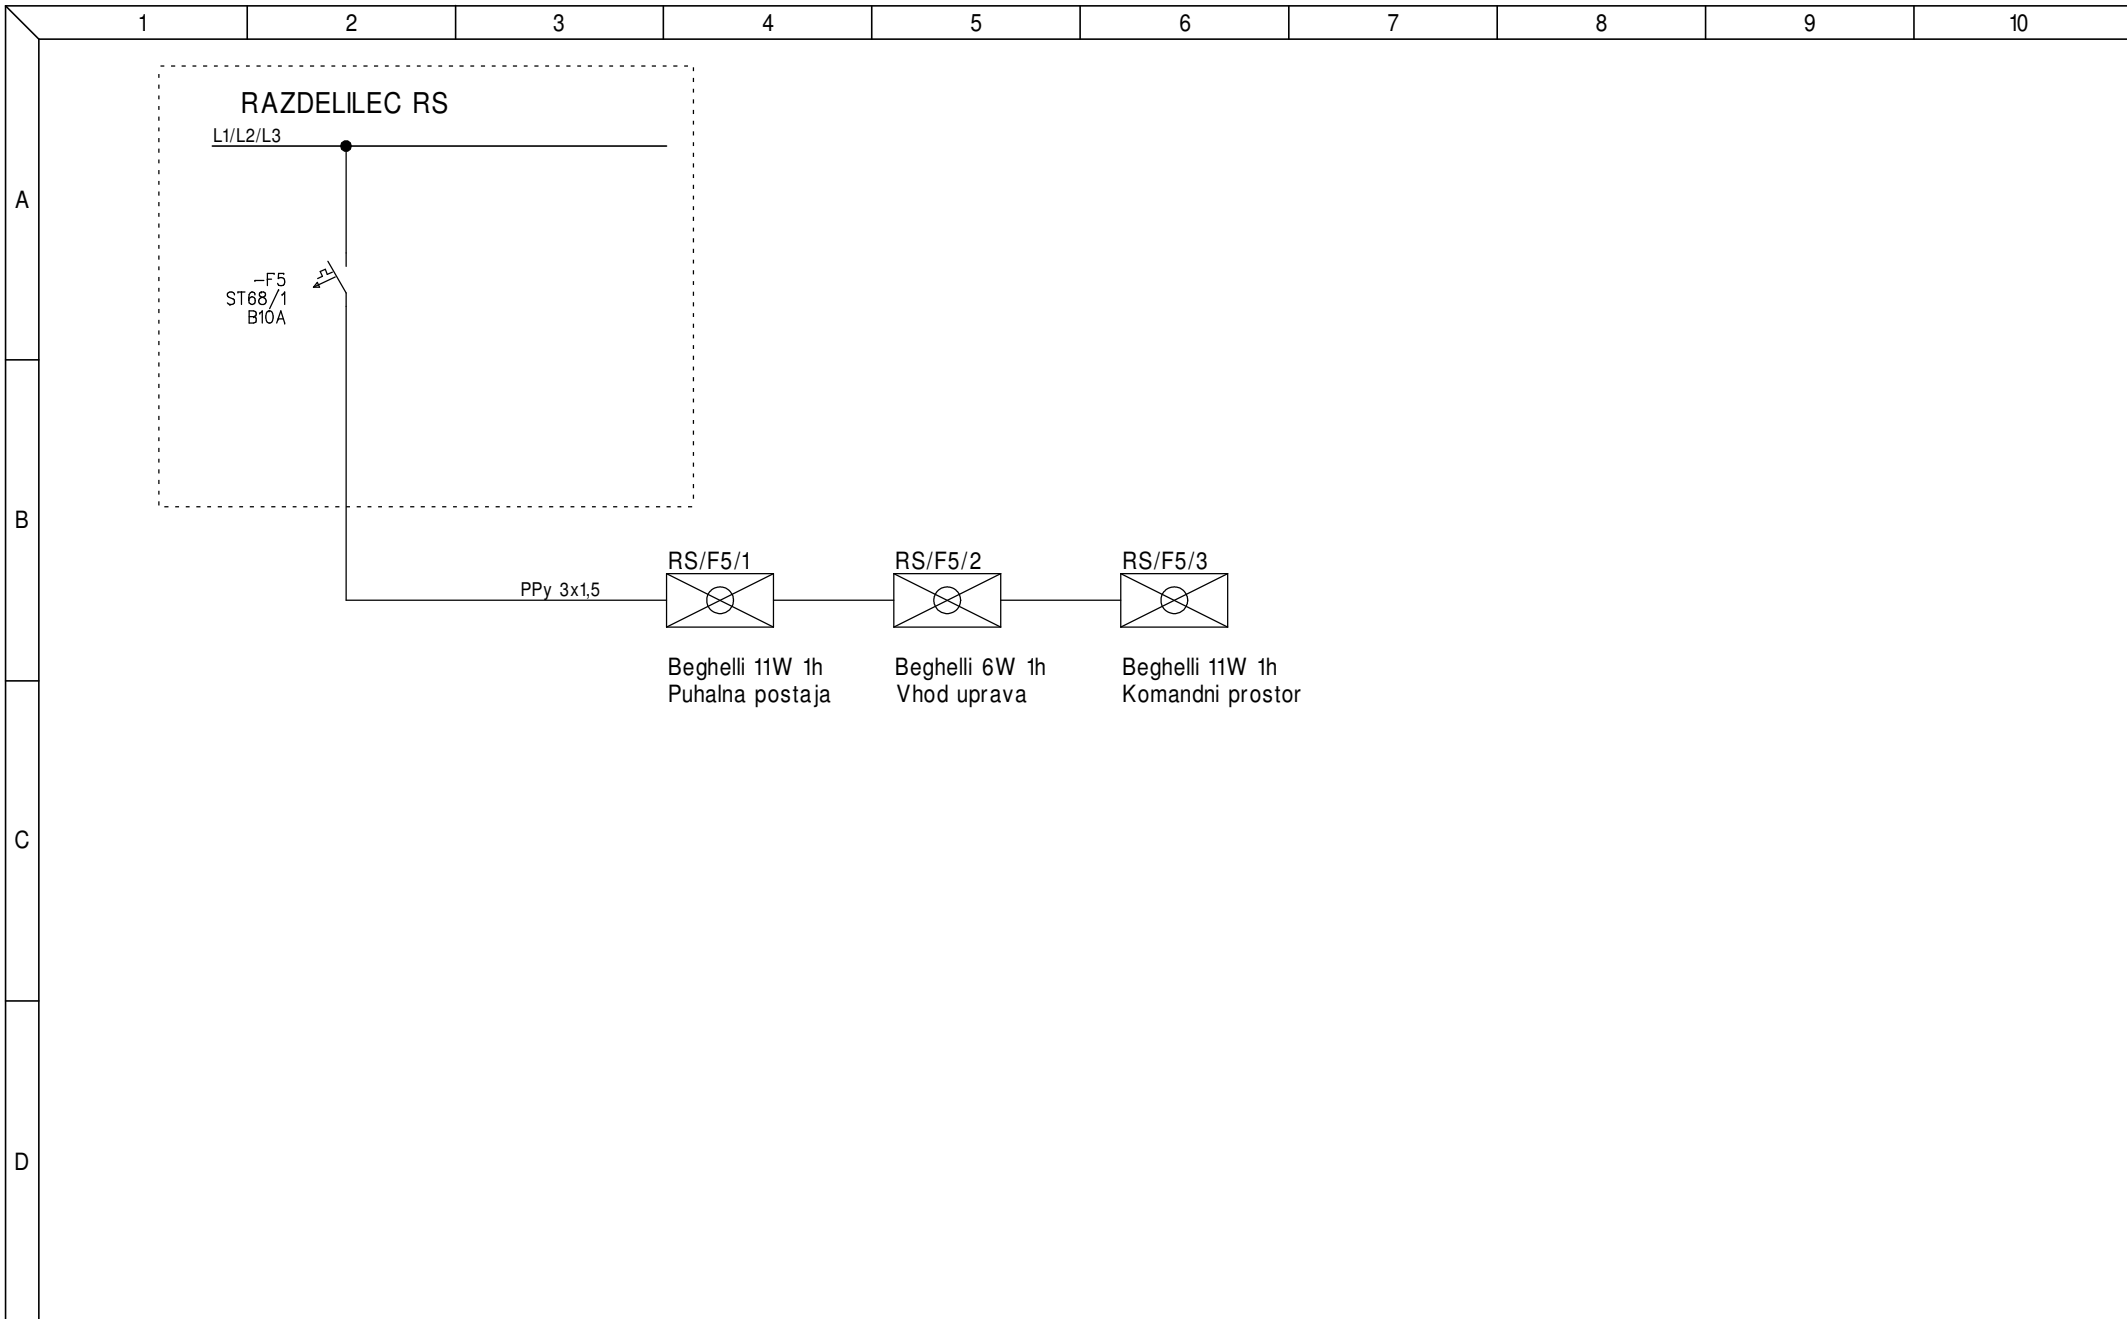 1 2 3 4 5 6 7 8 9 10
RAZDELILEC RS
L1/L2/L3
A
-F5
ST68/1
B10A
B
RS/F5/1 RS/F5/2 RS/F5/3
PPy 3x1,5
Beghelli 11W 1h Beghelli 6W 1h Beghelli 11W 1h
Puhalna postaja Vhod uprava Komandni prostor
C
D